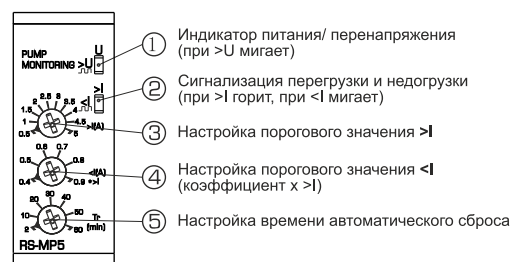 PUMP
MONITORING
U
>U
>I
<I
0.5 1 1.5 2 2.5 3 3.5 4 4.5 5
>I(A)
0.4 0.5 0.6 0.7 0.8 0.9
<I(A)
*>I
2 10 20 30 40 50 60
Tr
(min)
RS-MP5
1 Индикатор питания/ перенапряжения
(при >U мигает)
2 Сигнализация перегрузки и недогрузки
(при >I горит, при <I мигает)
3 Настройка порогового значения >I
4 Настройка порогового значения <I
(коэффициент x >I)
5 Настройка времени автоматического сброса